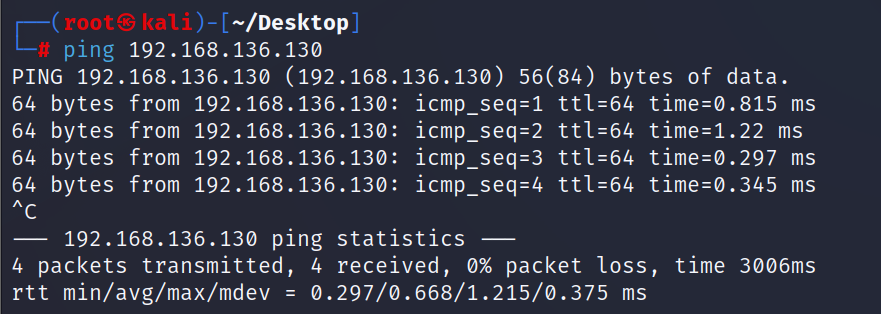 ┌──(root㉿kali)-[~/Desktop]
└─# ping 192.168.136.130
PING 192.168.136.130 (192.168.136.130) 56(84) bytes of data.
64 bytes from 192.168.136.130: icmp_seq=1 ttl=64 time=0.815 ms
64 bytes from 192.168.136.130: icmp_seq=2 ttl=64 time=1.22 ms
64 bytes from 192.168.136.130: icmp_seq=3 ttl=64 time=0.297 ms
64 bytes from 192.168.136.130: icmp_seq=4 ttl=64 time=0.345 ms
^C
--- 192.168.136.130 ping statistics ---
4 packets transmitted, 4 received, 0% packet loss, time 3006ms
rtt min/avg/max/mdev = 0.297/0.668/1.215/0.375 ms